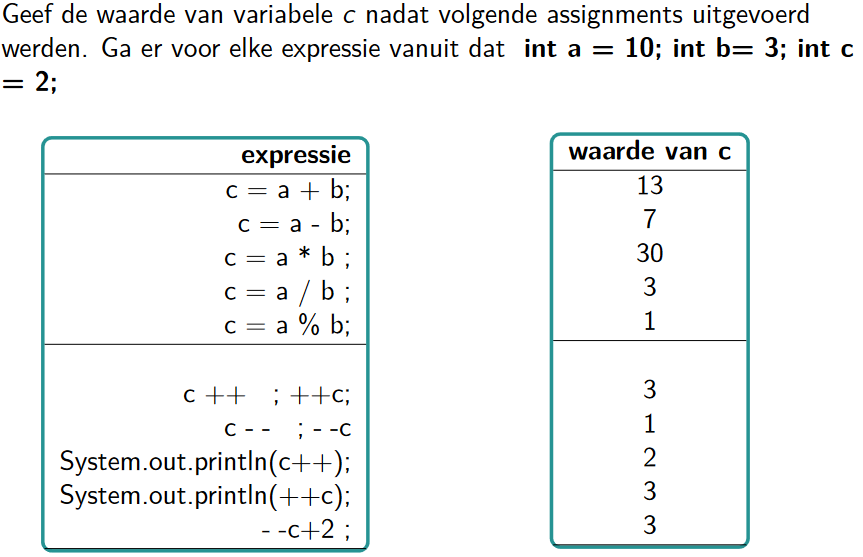 Geef de waarde van variabele c nadat volgende assignments uitgevoerd
werden. Ga er voor elke expressie vanuit dat int a = 10; int b= 3; int c
= 2;
expressie
c = a + b;
c = a - b;
c = a * b ;
c = a / b ;
c = a % b;
c ++ ; ++c;
c - - ; - -c
System.out.println(c++);
System.out.println(++c);
- -c+2 ;
waarde van c
13
7
30
3
1
3
1
2
3
3